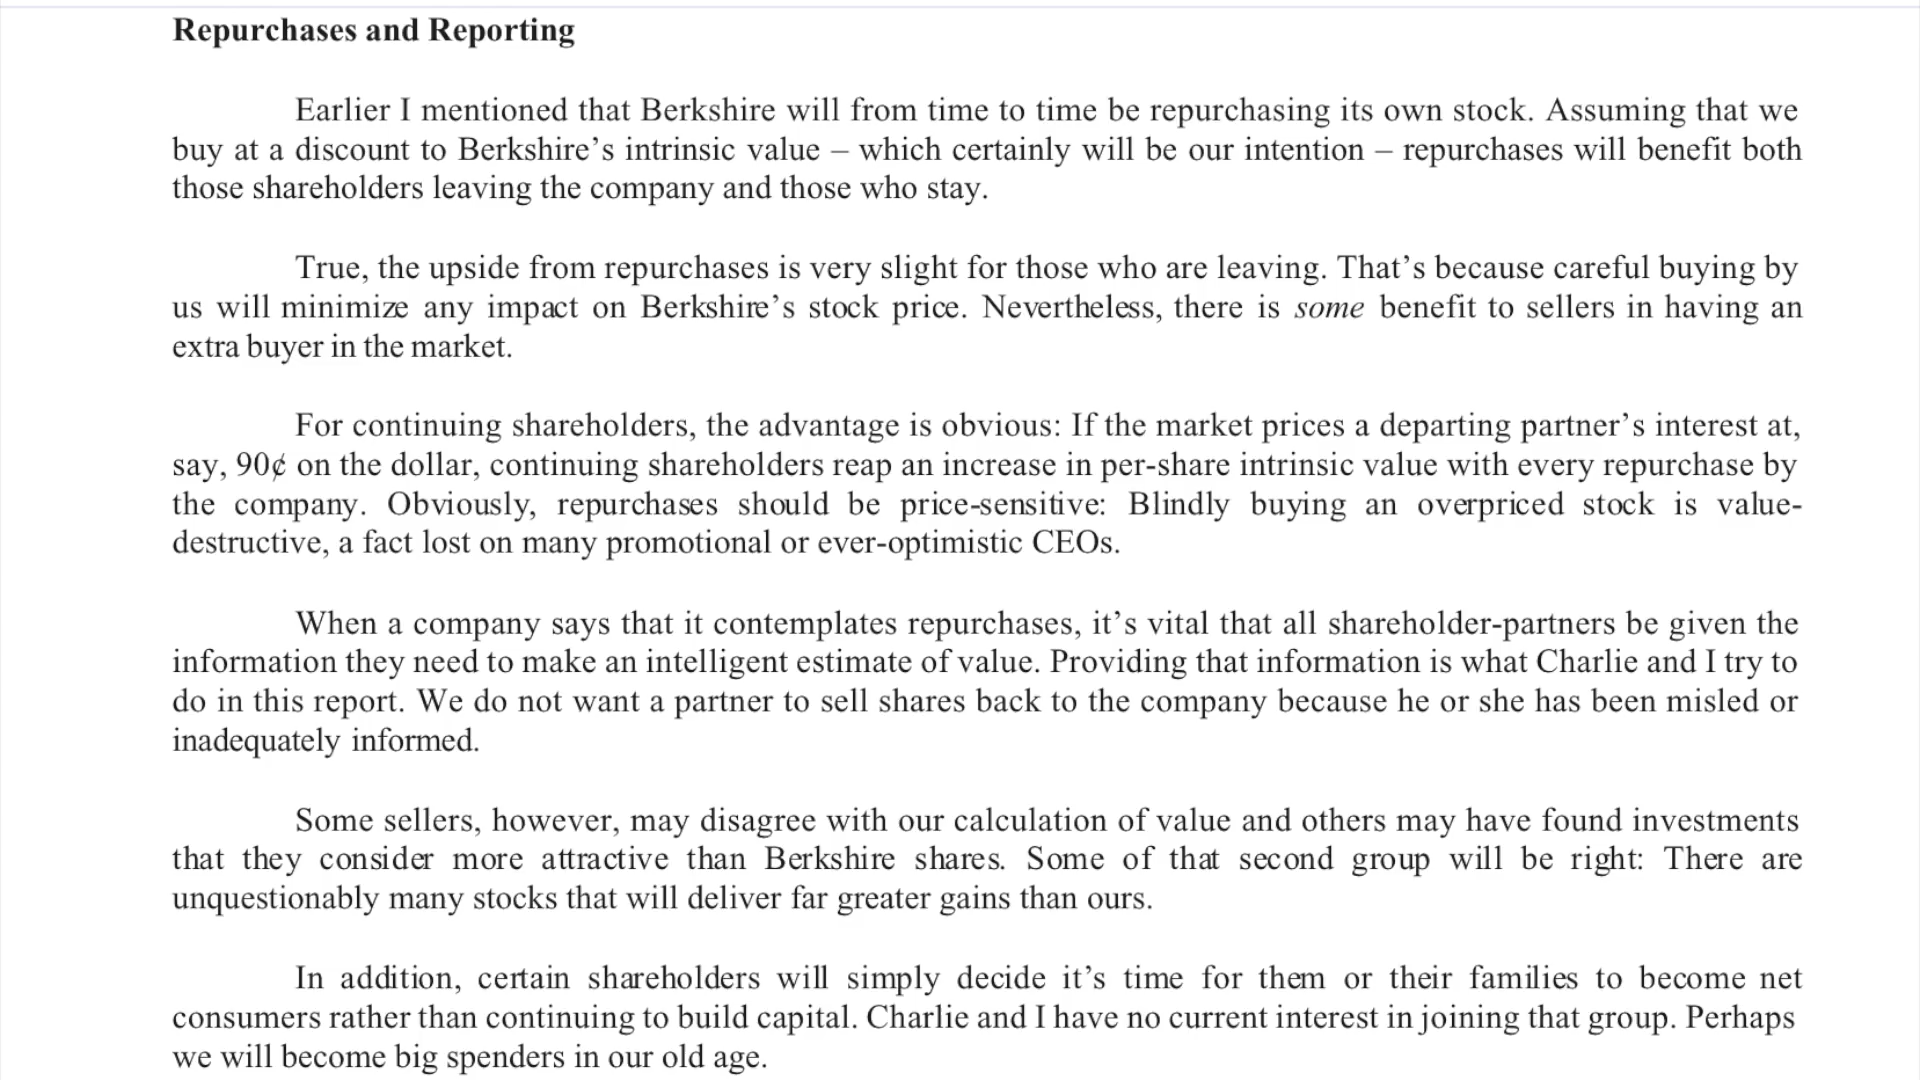 Repurchases and Reporting
Earlier I mentioned that Berkshire will from time to time be repurchasing its own stock. Assuming that we
buy at a discount to Berkshire’s intrinsic value – which certainly will be our intention – repurchases will benefit both
those shareholders leaving the company and those who stay.
True, the upside from repurchases is very slight for those who are leaving. That’s because careful buying by
us will minimize any impact on Berkshire’s stock price. Nevertheless, there is some benefit to sellers in having an
extra buyer in the market.
For continuing shareholders, the advantage is obvious: If the market prices a departing partner’s interest at,
say, 90¢ on the dollar, continuing shareholders reap an increase in per-share intrinsic value with every repurchase by
the company. Obviously, repurchases should be price-sensitive: Blindly buying an overpriced stock is value-
destructive, a fact lost on many promotional or ever-optimistic CEOs.
When a company says that it contemplates repurchases, it’s vital that all shareholder-partners be given the
information they need to make an intelligent estimate of value. Providing that information is what Charlie and I try to
do in this report. We do not want a partner to sell shares back to the company because he or she has been misled or
inadequately informed.
Some sellers, however, may disagree with our calculation of value and others may have found investments
that they consider more attractive than Berkshire shares. Some of that second group will be right: There are
unquestionably many stocks that will deliver far greater gains than ours.
In addition, certain shareholders will simply decide it’s time for them or their families to become net
consumers rather than continuing to build capital. Charlie and I have no current interest in joining that group. Perhaps
we will become big spenders in our old age.